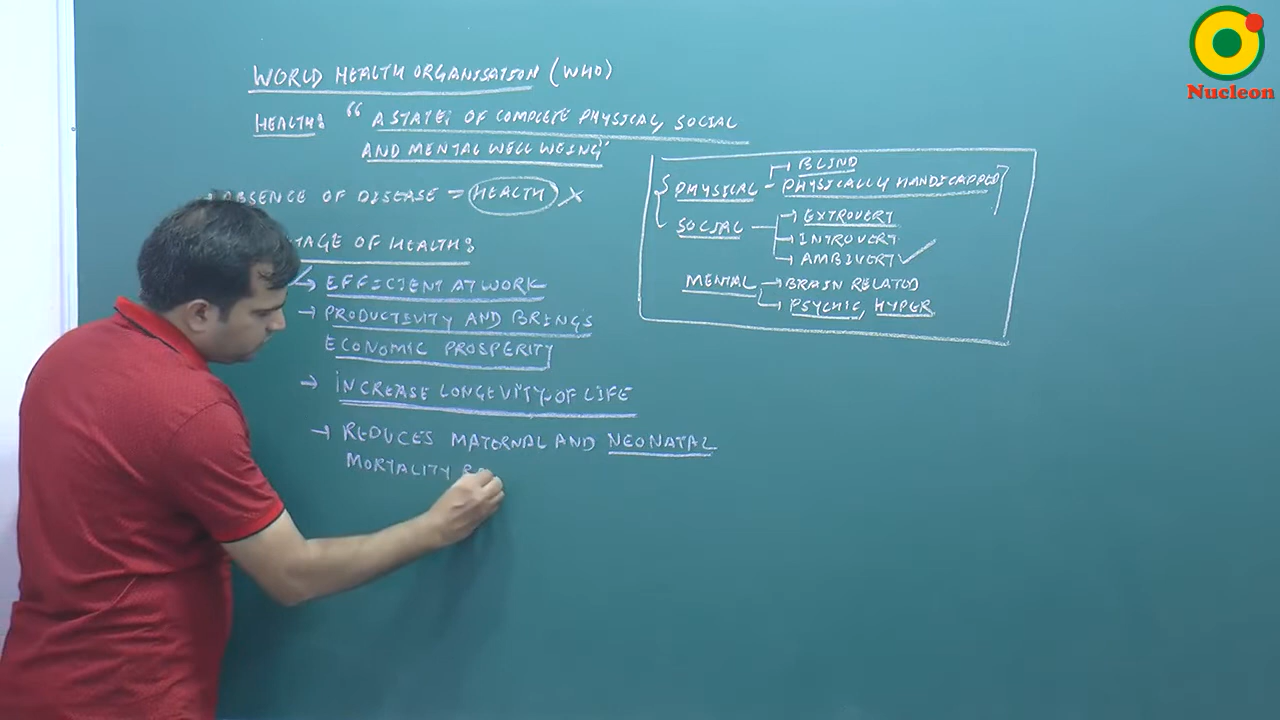 WORLD HEALTH ORGANISATION (WHO)
HEALTH: "A STATE: OF COMPLETE PHYSICAL, SOCIAL
AND MENTAL WELL WEING"
ABSENCE OF DISEASE = HEALTH X
TAGE OF HEALTH:
→ EFFICIENT AT WORK
→ PRODUCTIVITY AND BRINGS
ECONOMIC PROSPERITY
→ INCREASE LONGEVITY OF LIFE
→ REDUCES MATERNAL AND NEONATAL
MORTALITY
→ BLIND
PHYSICAL - PHYSICALLY HANDICAPPED
SOCIAL → EXTROVERT
→ INTROVERT
→ AMBIVERT ✓
MENTAL → BRAIN RELATED
→ PSYCHIC, HYPER
Nucleon